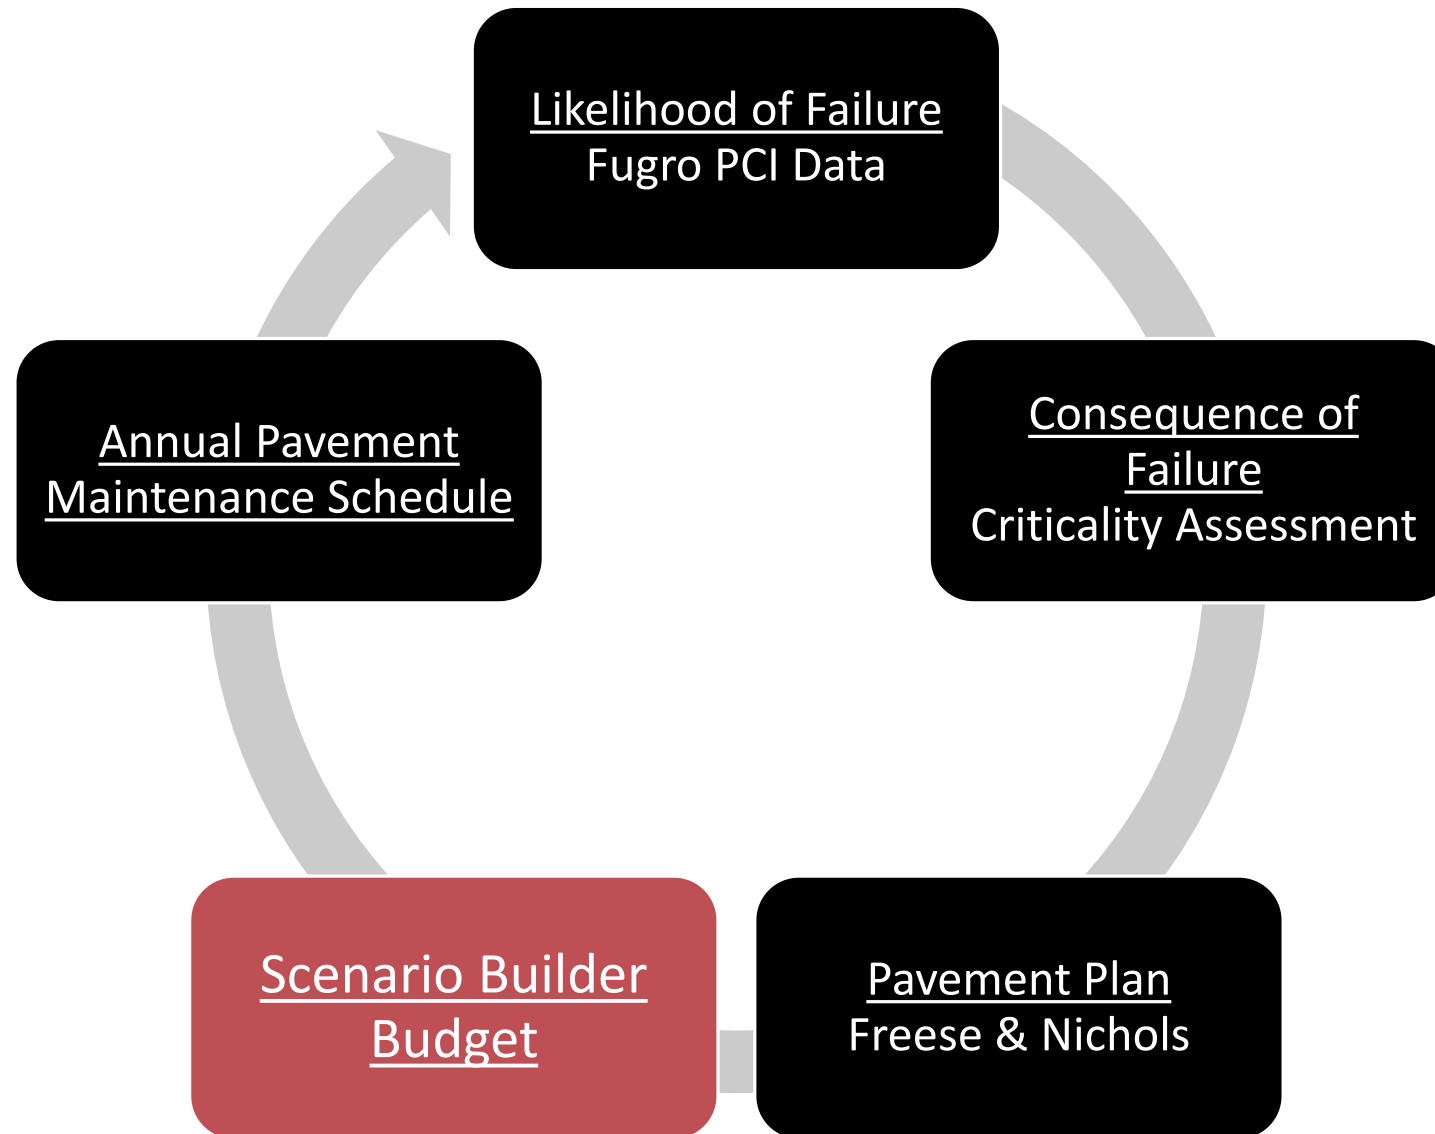 Likelihood of Failure
Fugro PCI Data
Consequence of
Failure
Criticality Assessment
Pavement Plan
Freese & Nichols
Scenario Builder
Budget
Annual Pavement
Maintenance Schedule